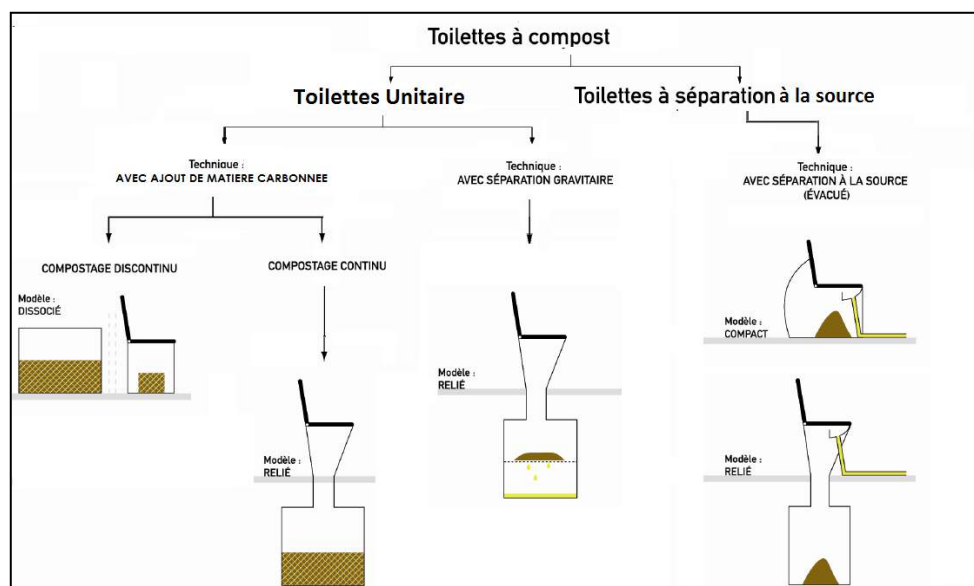 Toilettes à compost
Toilettes Unitaire
Toilettes à séparation à la source
Technique :
AVEC AJOUT DE MATIERE CARBONNEE
Technique :
AVEC SÉPARATION GRAVITAIRE
Technique :
AVEC SÉPARATION À LA SOURCE
(ÉVACUÉ)
COMPOSTAGE DISCONTINU
COMPOSTAGE CONTINU
Modèle :
DISSOCIÉ
Modèle :
RELIÉ
Modèle :
RELIÉ
Modèle :
COMPACT
Modèle :
RELIÉ